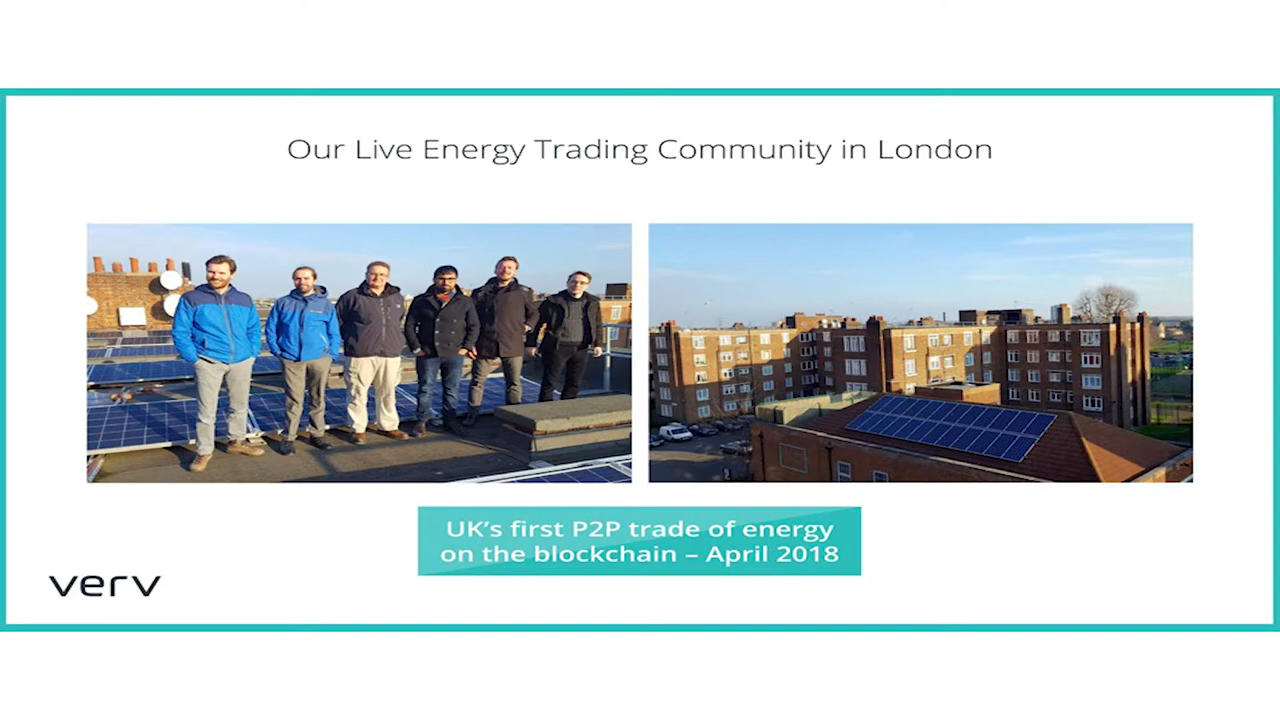 Our Live Energy Trading Community in London
UK's first P2P trade of energy
on the blockchain – April 2018
verv